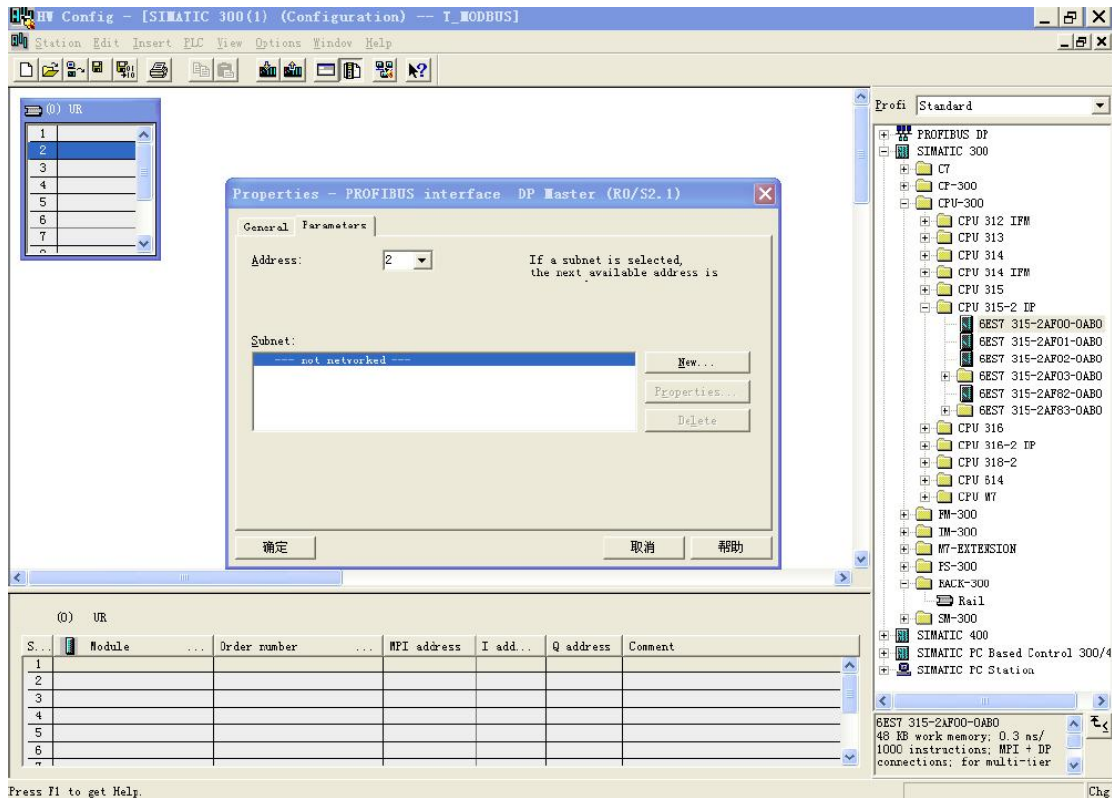 HW Config - [SIMATIC 300(1) (Configuration) -- T_MODBUS]
Station Edit Insert PLC View Options Window Help
(0) UR
1
2
3
4
5
6
7
Properties - PROFIBUS interface DP Master (R0/S2.1)
General Parameters
Address:
2
If a subnet is selected,
the next available address is
Subnet:
--- not networked ---
New...
Properties...
Delete
确定
取消
帮助
Profi Standard
PROFIBUS DP
SIMATIC 300
C7
CP-300
CPU-300
CPU 312 IFM
CPU 313
CPU 314
CPU 314 IFM
CPU 315
CPU 315-2 DP
6ES7 315-2AF00-0AB0
6ES7 315-2AF01-0AB0
6ES7 315-2AF02-0AB0
6ES7 315-2AF03-0AB0
6ES7 315-2AF82-0AB0
6ES7 315-2AF83-0AB0
CPU 316
CPU 316-2 DP
CPU 318-2
CPU 614
CPU M7
FM-300
IM-300
M7-EXTENSION
PS-300
RACK-300
Rail
SM-300
SIMATIC 400
SIMATIC PC Based Control 300/4
SIMATIC PC Station
(0) UR
S... Module ... Order number ... MPI address I add... Q address Comment
1
2
3
4
5
6
6ES7 315-2AF00-0AB0
48 KB work memory; 0.3 ms/
1000 instructions; MPI + DP
connections; for multi-tier
Press F1 to get Help.
Chg